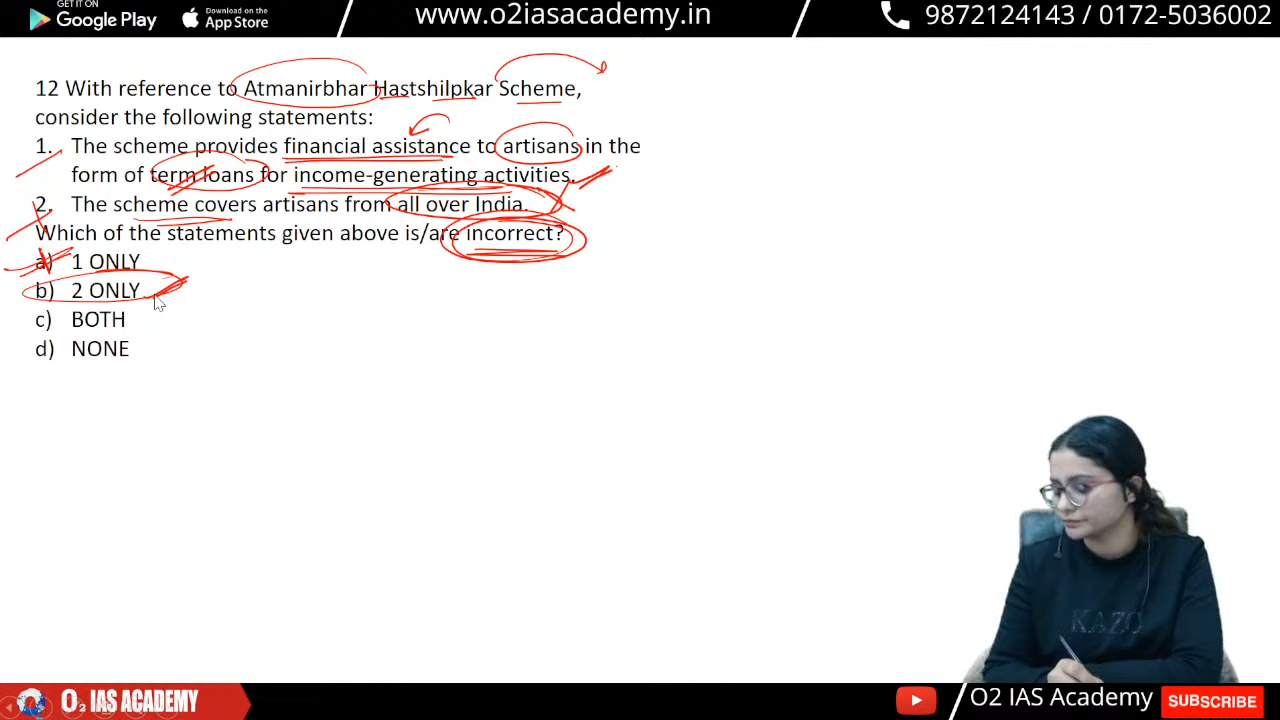 GET IT ON
Google Play
Download on the
App Store
www.o2iasacademy.in
9872124143 / 0172-5036002
12 With reference to Atmanirbhar Hastshilpkar Scheme,
consider the following statements:
1. The scheme provides financial assistance to artisans in the
form of term loans for income-generating activities.
2. The scheme covers artisans from all over India.
Which of the statements given above is/are incorrect?
a) 1 ONLY
b) 2 ONLY
c) BOTH
d) NONE
KAZO
O2 IAS ACADEMY
O2 IAS Academy
SUBSCRIBE